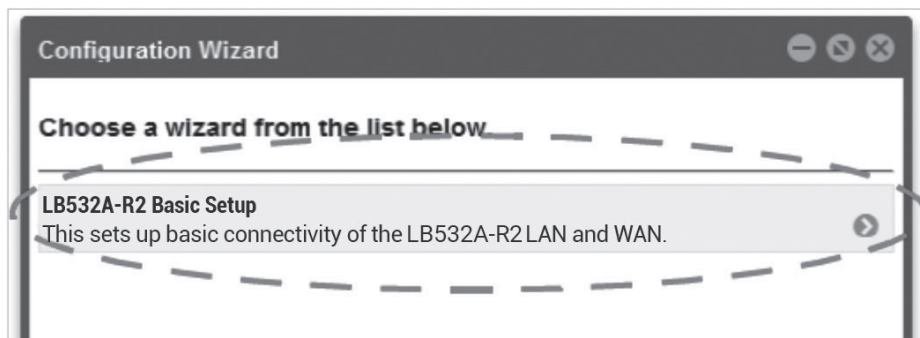 Configuration Wizard
Choose a wizard from the list below
LB532A-R2 Basic Setup
This sets up basic connectivity of the LB532A-R2 LAN and WAN.